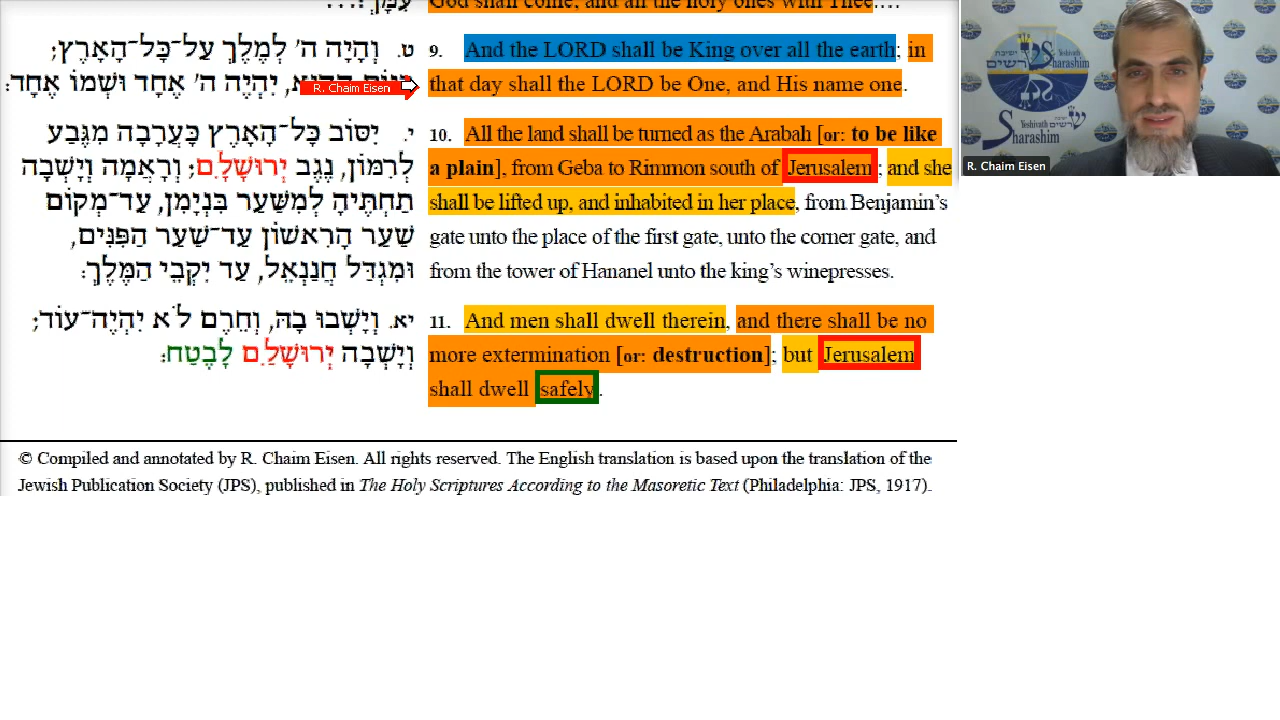 עִמָּךְ!...
ט. וְהָיָה ה' לְמֶלֶךְ עַל־כָּל־הָאָרֶץ;
יִהְיֶה ה' אֶחָד וּשְׁמוֹ אֶחָד:
י. יִסּוֹב כָּל־הָאָרֶץ כָּעֲרָבָה מִגֶּבַע
לְרִמּוֹן, נֶגֶב יְרוּשָׁלָ͏ִם; וְרָאֲמָה וְיָשְׁבָה
תַחְתֶּיהָ לְמִשַּׁעַר בִּנְיָמִן, עַד־מְקוֹם
שַׁעַר הָרִאשׁוֹן עַד־שַׁעַר הַפִּנִּים,
וּמִגְדַּל חֲנַנְאֵל, עַד יִקְבֵי הַמֶּלֶךְ:
יא. וְיָשְׁבוּ בָהּ, וְחֵרֶם לֹא יִהְיֶה־עוֹד;
וְיָשְׁבָה יְרוּשָׁלַ͏ִם לָבֶטַח:
God shall come, and all the holy ones with Thee....
9. And the LORD shall be King over all the earth; in
that day shall the LORD be One, and His name one.
10. All the land shall be turned as the Arabah [or: to be like
a plain], from Geba to Rimmon south of Jerusalem; and she
shall be lifted up, and inhabited in her place, from Benjamin's
gate unto the place of the first gate, unto the corner gate, and
from the tower of Hananel unto the king's winepresses.
11. And men shall dwell therein, and there shall be no
more extermination [or: destruction]; but Jerusalem
shall dwell safely.
© Compiled and annotated by R. Chaim Eisen. All rights reserved. The English translation is based upon the translation of the
Jewish Publication Society (JPS), published in The Holy Scriptures According to the Masoretic Text (Philadelphia: JPS, 1917).
R. Chaim Eisen
ישיבת
שרשים
Yeshivath
Sharashim
שרשים
Sharashim
R. Chaim Eisen